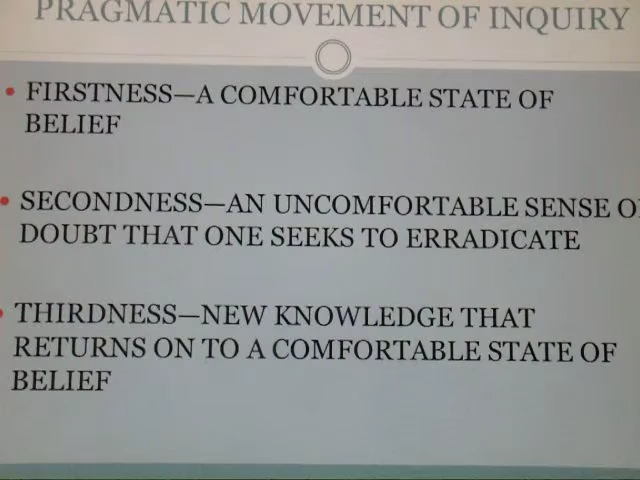 PRAGMATIC MOVEMENT OF INQUIRY
• FIRSTNESS—A COMFORTABLE STATE OF
BELIEF
• SECONDNESS—AN UNCOMFORTABLE SENSE OF
DOUBT THAT ONE SEEKS TO ERRADICATE
• THIRDNESS—NEW KNOWLEDGE THAT
RETURNS ON TO A COMFORTABLE STATE OF
BELIEF